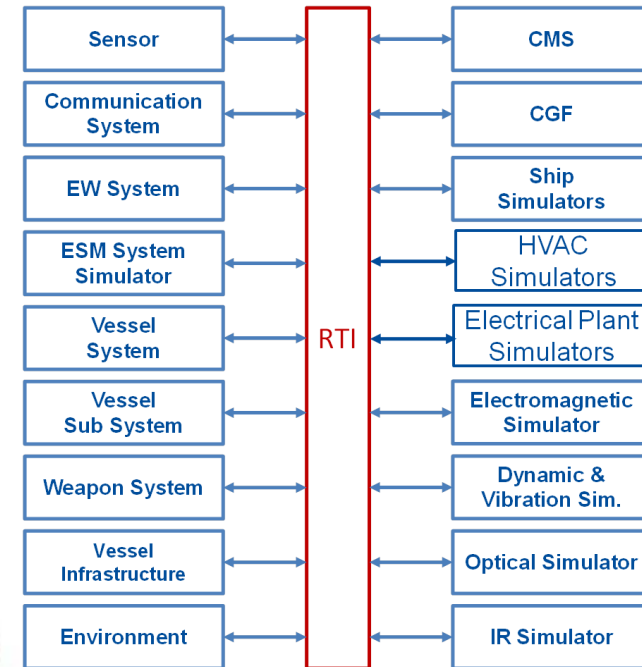 Sensor
Communication
System
EW System
ESM System
Simulator
Vessel
System
Vessel
Sub System
Weapon System
Vessel
Infrastructure
Environment
RTI
CMS
CGF
Ship
Simulators
HVAC
Simulators
Electrical Plant
Simulators
Electromagnetic
Simulator
Dynamic &
Vibration Sim.
Optical Simulator
IR Simulator